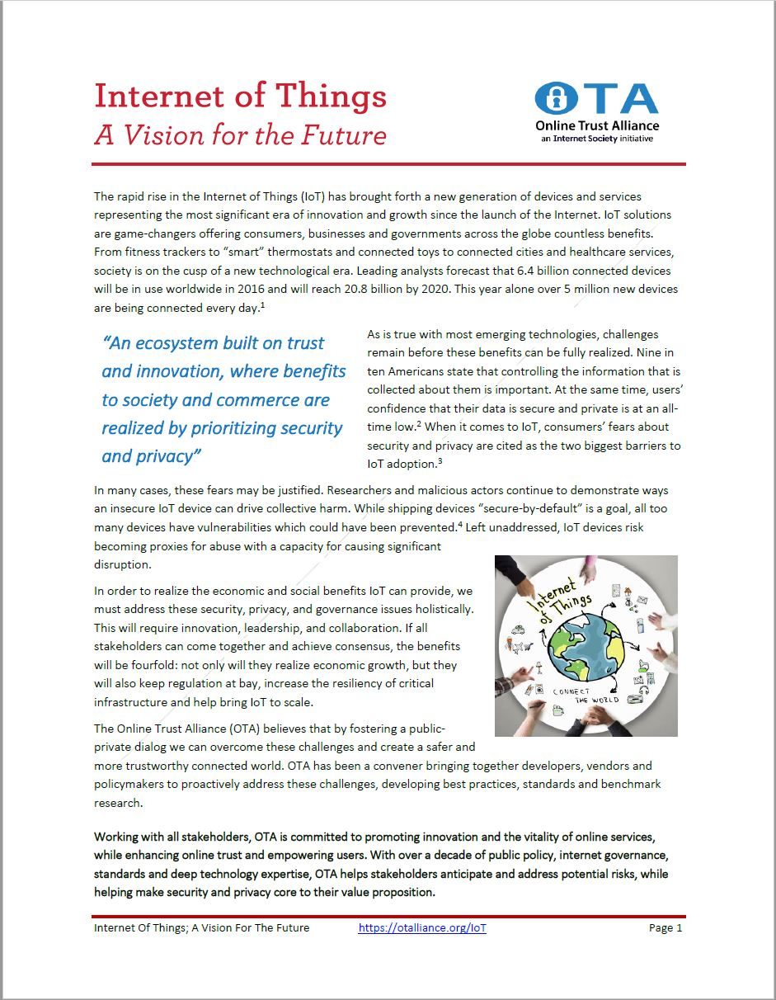 Internet of Things
A Vision for the Future
OTA
Online Trust Alliance
an Internet Society initiative
The rapid rise in the Internet of Things (IoT) has brought forth a new generation of devices and services
representing the most significant era of innovation and growth since the launch of the Internet. IoT solutions
are game-changers offering consumers, businesses and governments across the globe countless benefits.
From fitness trackers to “smart” thermostats and connected toys to connected cities and healthcare services,
society is on the cusp of a new technological era. Leading analysts forecast that 6.4 billion connected devices
will be in use worldwide in 2016 and will reach 20.8 billion by 2020. This year alone over 5 million new devices
are being connected every day.1
“An ecosystem built on trust
and innovation, where benefits
to society and commerce are
realized by prioritizing security
and privacy”
As is true with most emerging technologies, challenges
remain before these benefits can be fully realized. Nine in
ten Americans state that controlling the information that is
collected about them is important. At the same time, users’
confidence that their data is secure and private is at an all-
time low.2 When it comes to IoT, consumers’ fears about
security and privacy are cited as the two biggest barriers to
IoT adoption.3
In many cases, these fears may be justified. Researchers and malicious actors continue to demonstrate ways
an insecure IoT device can drive collective harm. While shipping devices “secure-by-default” is a goal, all too
many devices have vulnerabilities which could have been prevented.4 Left unaddressed, IoT devices risk
becoming proxies for abuse with a capacity for causing significant
disruption.
In order to realize the economic and social benefits IoT can provide, we
must address these security, privacy, and governance issues holistically.
This will require innovation, leadership, and collaboration. If all
stakeholders can come together and achieve consensus, the benefits
will be fourfold: not only will they realize economic growth, but they
will also keep regulation at bay, increase the resiliency of critical
infrastructure and help bring IoT to scale.
Internet
of Things
CONNECT
THE WORLD
The Online Trust Alliance (OTA) believes that by fostering a public-
private dialog we can overcome these challenges and create a safer and
more trustworthy connected world. OTA has been a convener bringing together developers, vendors and
policymakers to proactively address these challenges, developing best practices, standards and benchmark
research.
Working with all stakeholders, OTA is committed to promoting innovation and the vitality of online services,
while enhancing online trust and empowering users. With over a decade of public policy, internet governance,
standards and deep technology expertise, OTA helps stakeholders anticipate and address potential risks, while
helping make security and privacy core to their value proposition.
Internet Of Things; A Vision For The Future https://otalliance.org/IoT Page 1